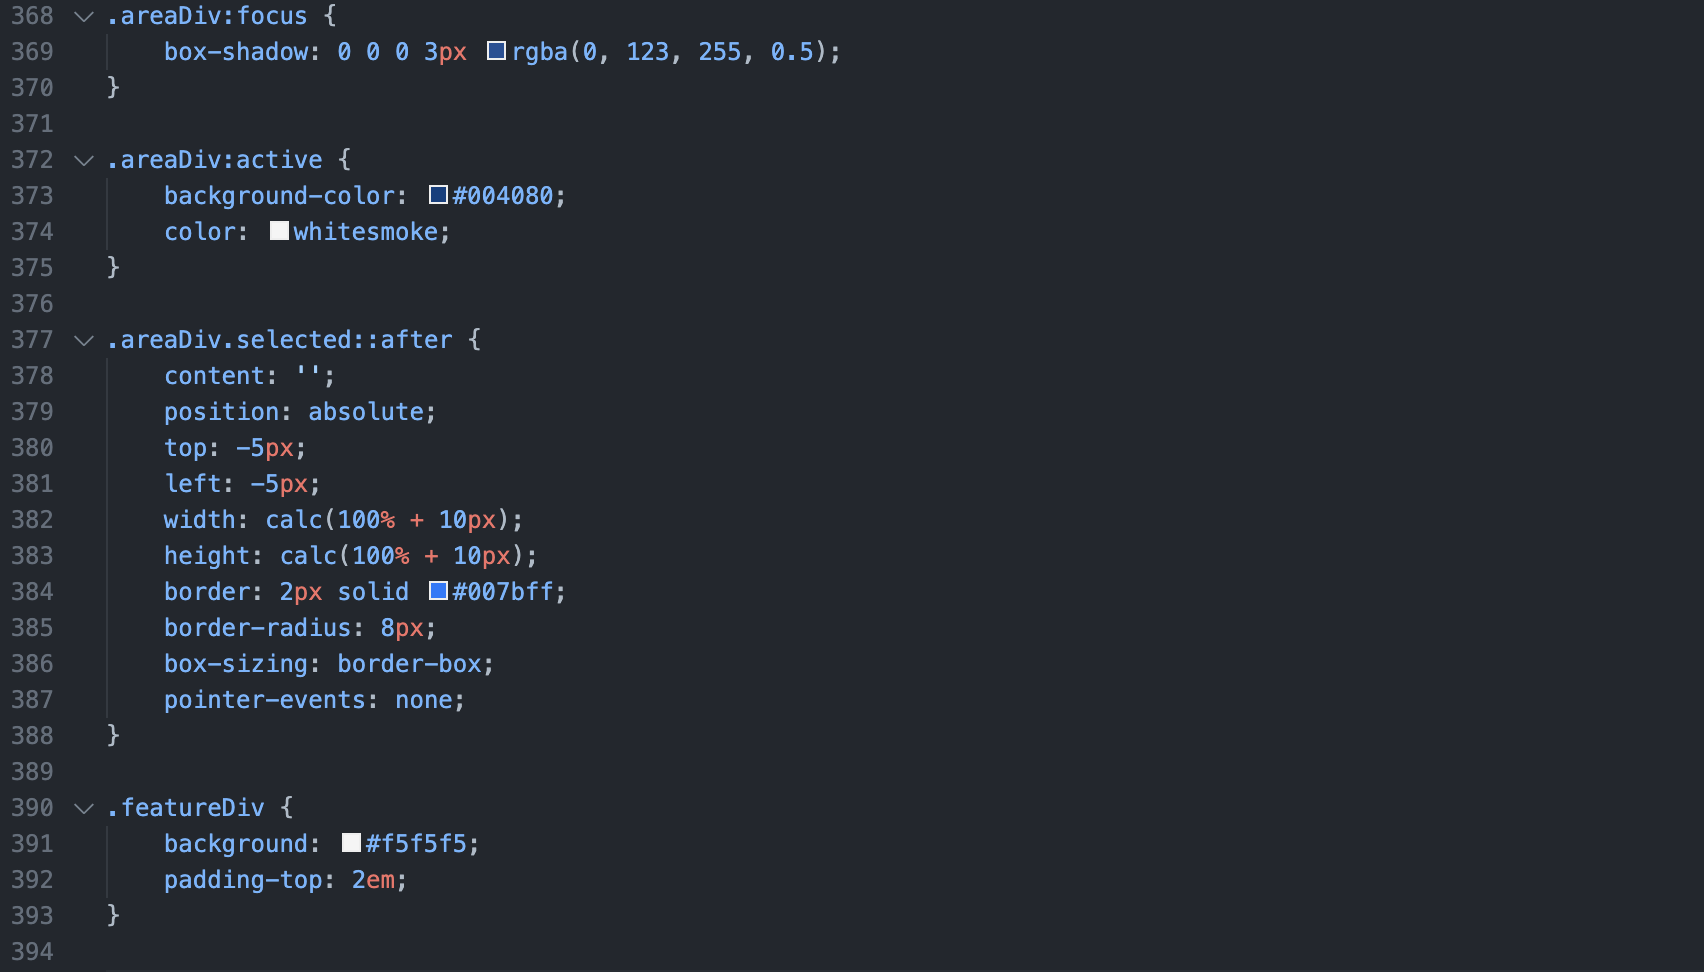 368 .areaDiv:focus {
369     box-shadow: 0 0 0 3px rgba(0, 123, 255, 0.5);
370 }
371
372 .areaDiv:active {
373     background-color: #004080;
374     color: whitesmoke;
375 }
376
377 .areaDiv.selected::after {
378     content: '';
379     position: absolute;
380     top: -5px;
381     left: -5px;
382     width: calc(100% + 10px);
383     height: calc(100% + 10px);
384     border: 2px solid #007bff;
385     border-radius: 8px;
386     box-sizing: border-box;
387     pointer-events: none;
388 }
389
390 .featureDiv {
391     background: #f5f5f5;
392     padding-top: 2em;
393 }
394